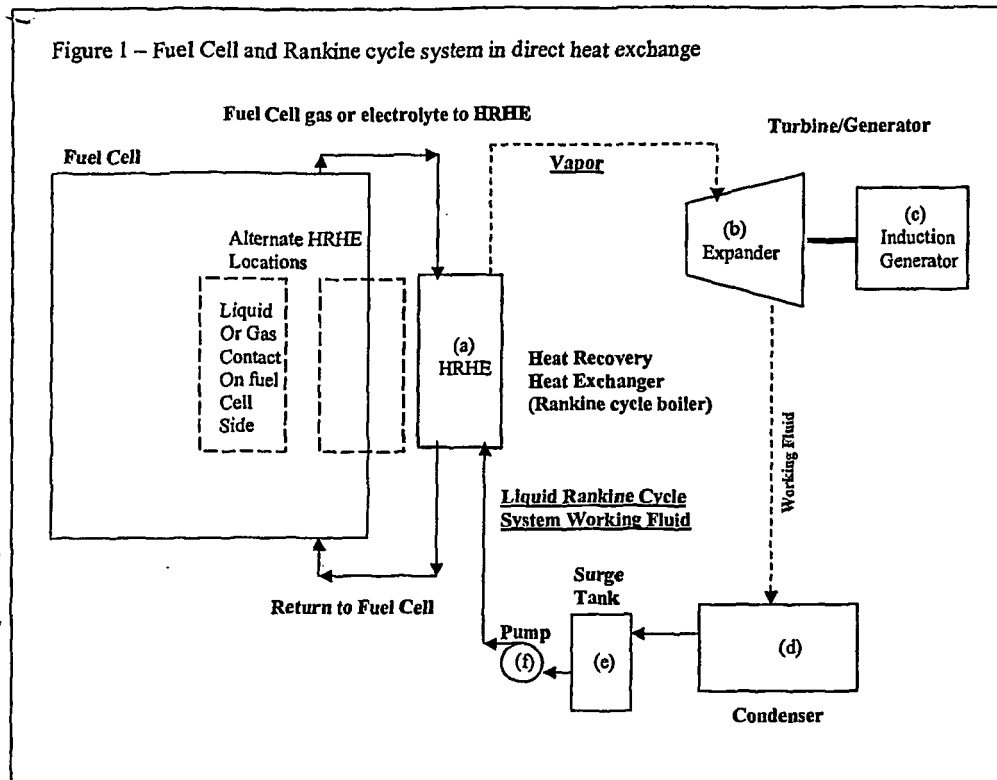 Figure 1 – Fuel Cell and Rankine cycle system in direct heat exchange
Fuel Cell gas or electrolyte to HRHE
Turbine/Generator
Fuel Cell
Vapor
Alternate HRHE
Locations
Liquid
Or Gas
Contact
On fuel
Cell
Side
(a)
HRHE
Heat Recovery
Heat Exchanger
(Rankine cycle boiler)
(b)
Expander
(c)
Induction
Generator
Working Fluid
Liquid Rankine Cycle
System Working Fluid
Return to Fuel Cell
Surge
Tank
Pump
(f)
(e)
(d)
Condenser